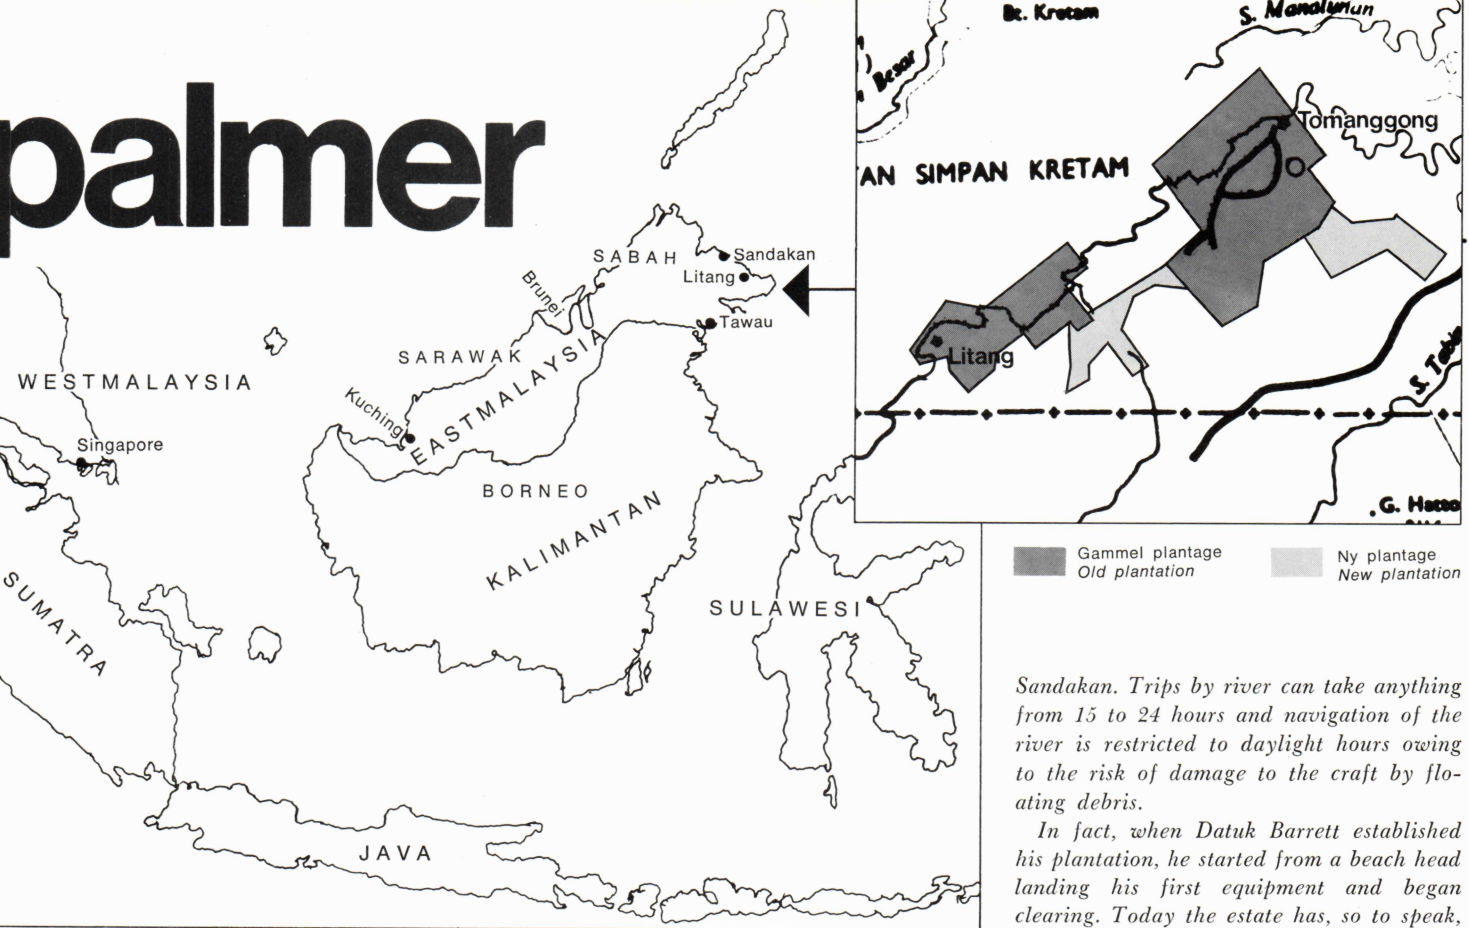 palmer
SABAH
Sandakan
Litang
Brunei
Tawau
SARAWAK
EASTMALAYSIA
WESTMALAYSIA
Kuching
Singapore
BORNEO
KALIMANTAN
SUMATRA
SULAWESI
JAVA
Bt. Kretam
S. Manalunun
Besar
AN SIMPAN KRETAM
Tomanggong
Litang
S. Tabin
G. Hatto
Gammel plantage
Old plantation
Ny plantage
New plantation
Sandakan. Trips by river can take anything
from 15 to 24 hours and navigation of the
river is restricted to daylight hours owing
to the risk of damage to the craft by flo-
ating debris.
In fact, when Datuk Barrett established
his plantation, he started from a beach head
landing his first equipment and began
clearing. Today the estate has, so to speak,